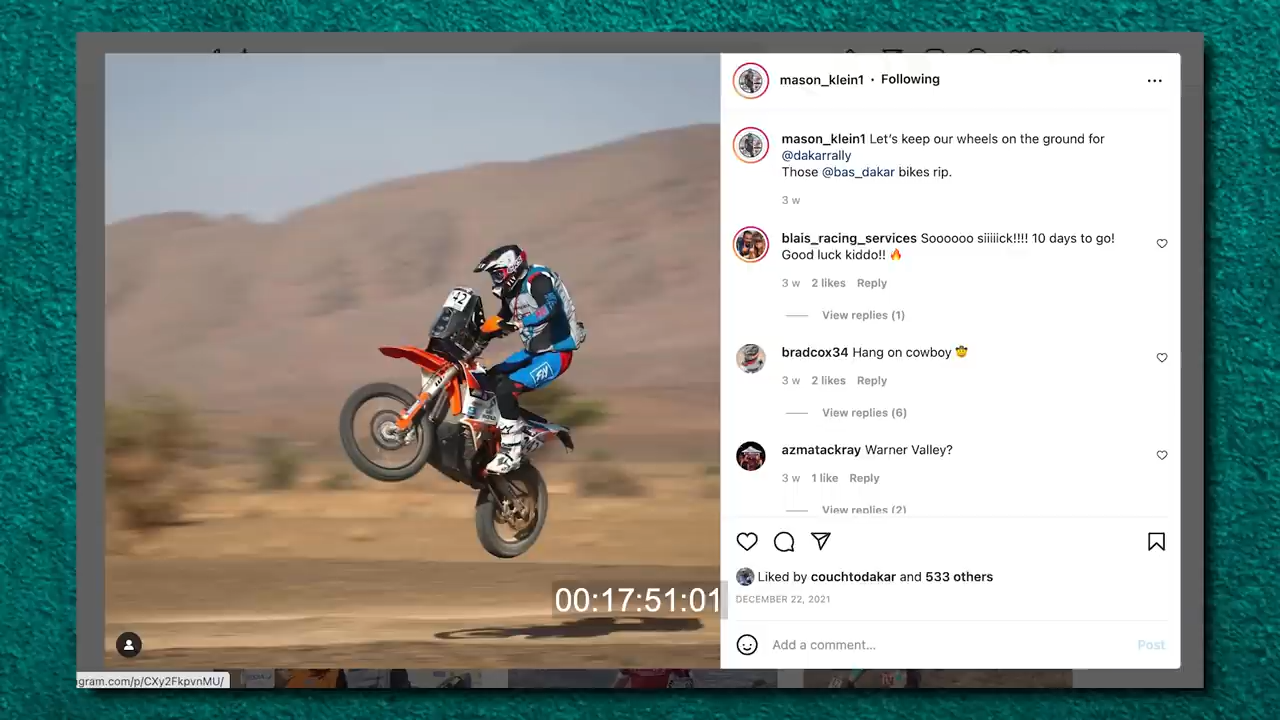 mason_klein1 · Following
mason_klein1 Let's keep our wheels on the ground for
@dakarrally
Those @bas_dakar bikes rip.
3 w
blais_racing_services Soooooo siiiiick!!!! 10 days to go!
Good luck kiddo!! 🔥
3 w 2 likes Reply
View replies (1)
bradcox34 Hang on cowboy 🤠
3 w 2 likes Reply
View replies (6)
azmatackray Warner Valley?
3 w 1 like Reply
View replies (2)
42
00:17:51:01
Liked by couchtodakar and 533 others
DECEMBER 22, 2021
Add a comment... Post
gram.com/p/CXy2FkpvnMU/